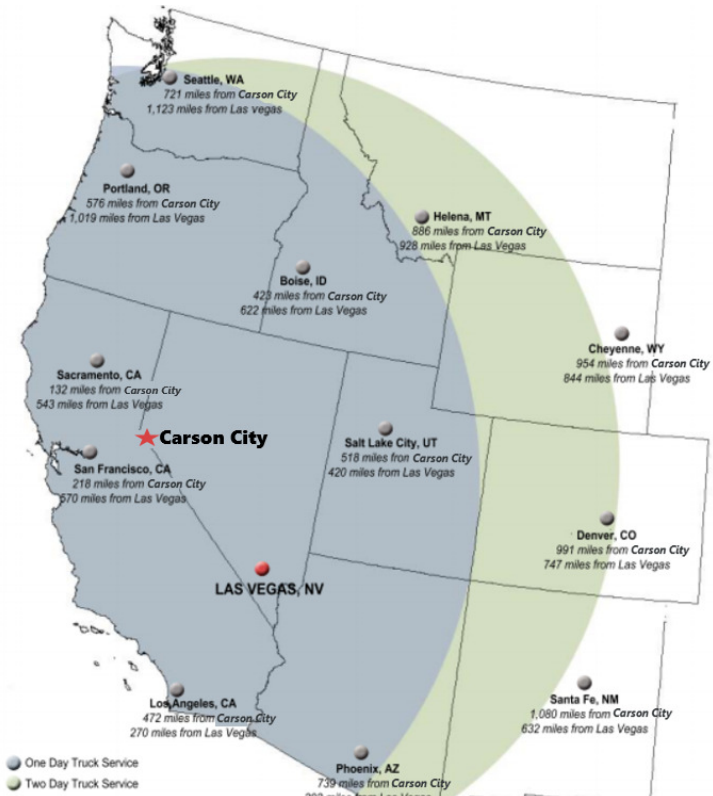 Seattle, WA
721 miles from Carson City
1,123 miles from Las vegas
Portland, OR
576 miles from Carson City
1,019 miles from Las Vegas
Helena, MT
886 miles from Carson City
928 miles from Las Vegas
Boise, ID
423 miles from Carson City
622 miles from Las Vegas
Cheyenne, WY
954 miles from Carson City
844 miles from Las Vegas
Sacramento, CA
132 miles from Carson City
543 miles from Las Vegas
Carson City
Salt Lake City, UT
518 miles fron Carson City
420 miles from Las Vegas
San Francisco, CA
218 miles from Carson City
570 miles from Las Vegas
Denver, CO
991 miles from Carson City
747 miles from Las Vegas
LAS VEGAS, NV
Santa Fe, NM
1,080 miles from Carson City
632 miles from Las Vegas
Los Angeles, CA
472 miles from Carson City
270 miles from Las Vegas
Phoenix, AZ
739 miles from Carson City
miles from Las Vegas
One Day Truck Service
Two Day Truck Service